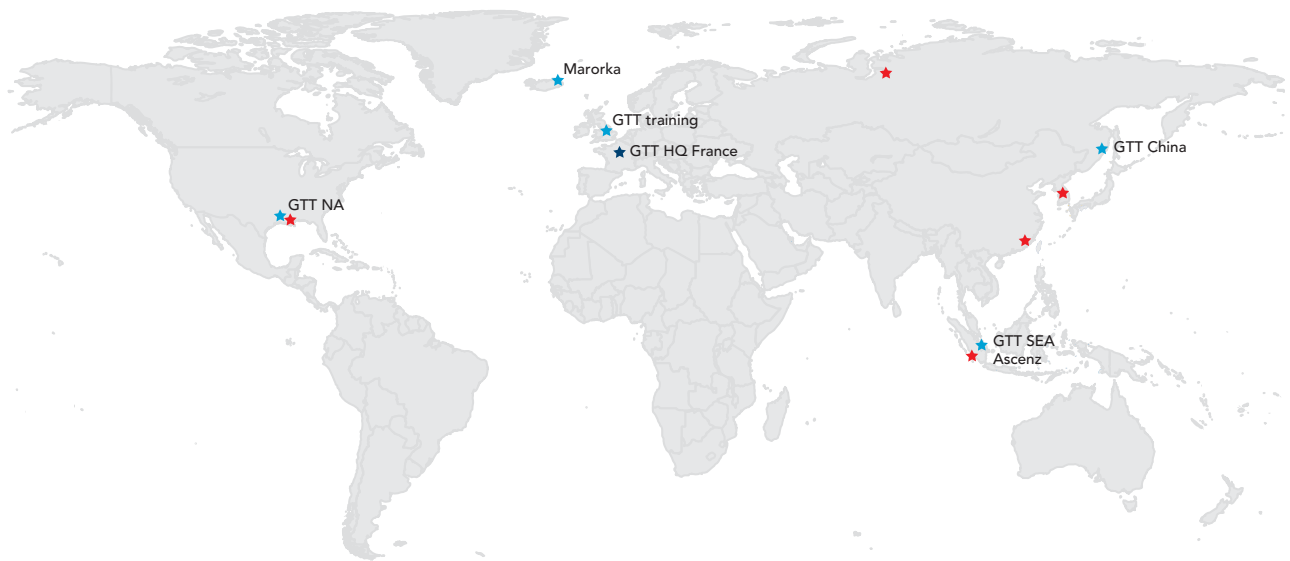 Marorka
GTT training
GTT HQ France
GTT China
GTT NA
GTT SEA
Ascenz